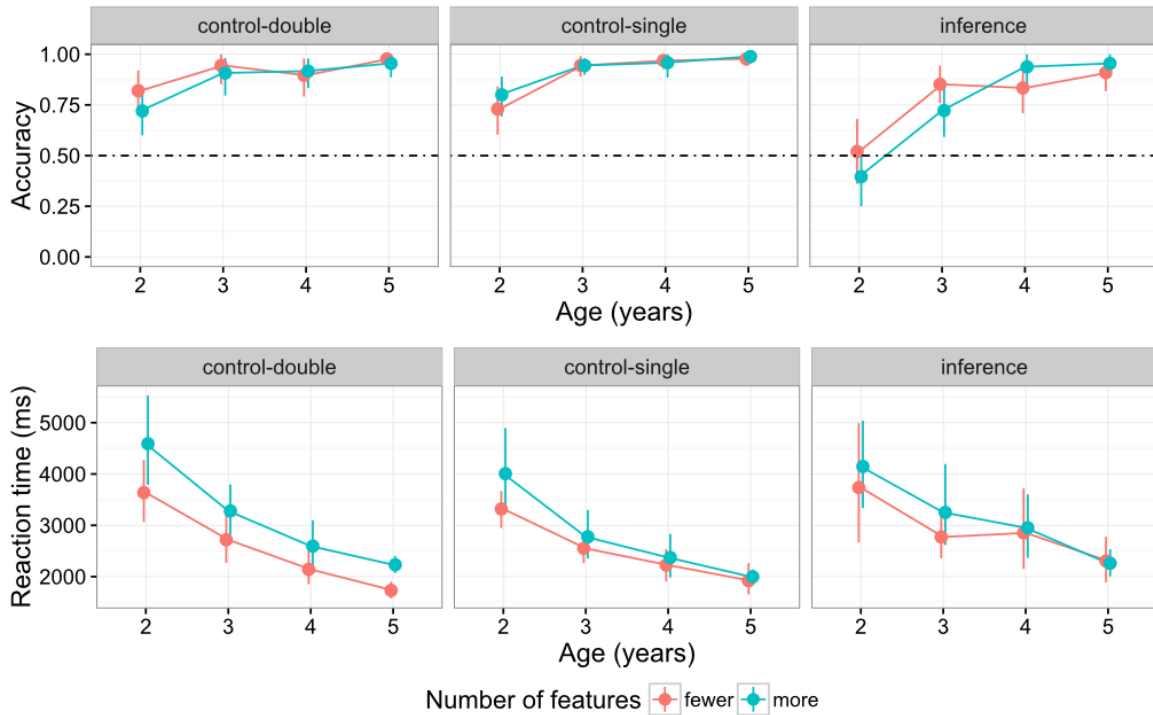 control-double control-single inference
Accuracy
1.00
0.75
0.50
0.25
0.00
2 3 4 5 2 3 4 5 2 3 4 5
Age (years)
control-double control-single inference
Reaction time (ms)
5000
4000
3000
2000
2 3 4 5 2 3 4 5 2 3 4 5
Age (years)
Number of features fewer more